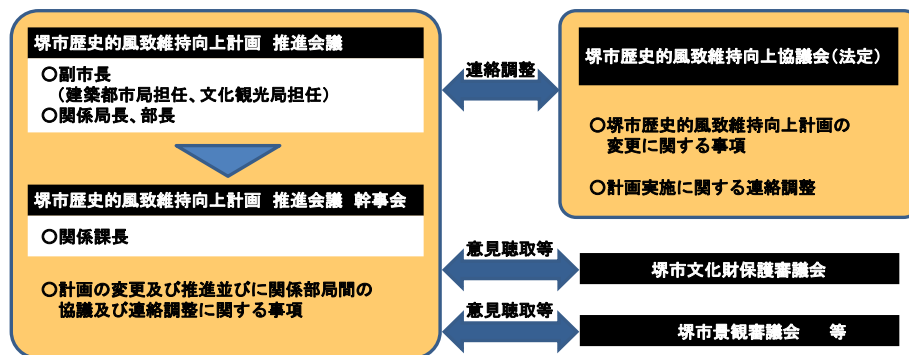 堺市歴史的風致維持向上計画 推進会議
○副市長
（建築都市局担任、文化観光局担任）
○関係局長、部長
堺市歴史的風致維持向上計画 推進会議 幹事会
○関係課長
○計画の変更及び推進並びに関係部局間の
協議及び連絡調整に関する事項
連絡調整
堺市歴史的風致維持向上協議会（法定）
○堺市歴史的風致維持向上計画の
変更に関する事項
○計画実施に関する連絡調整
意見聴取等
堺市文化財保護審議会
意見聴取等
堺市景観審議会 等